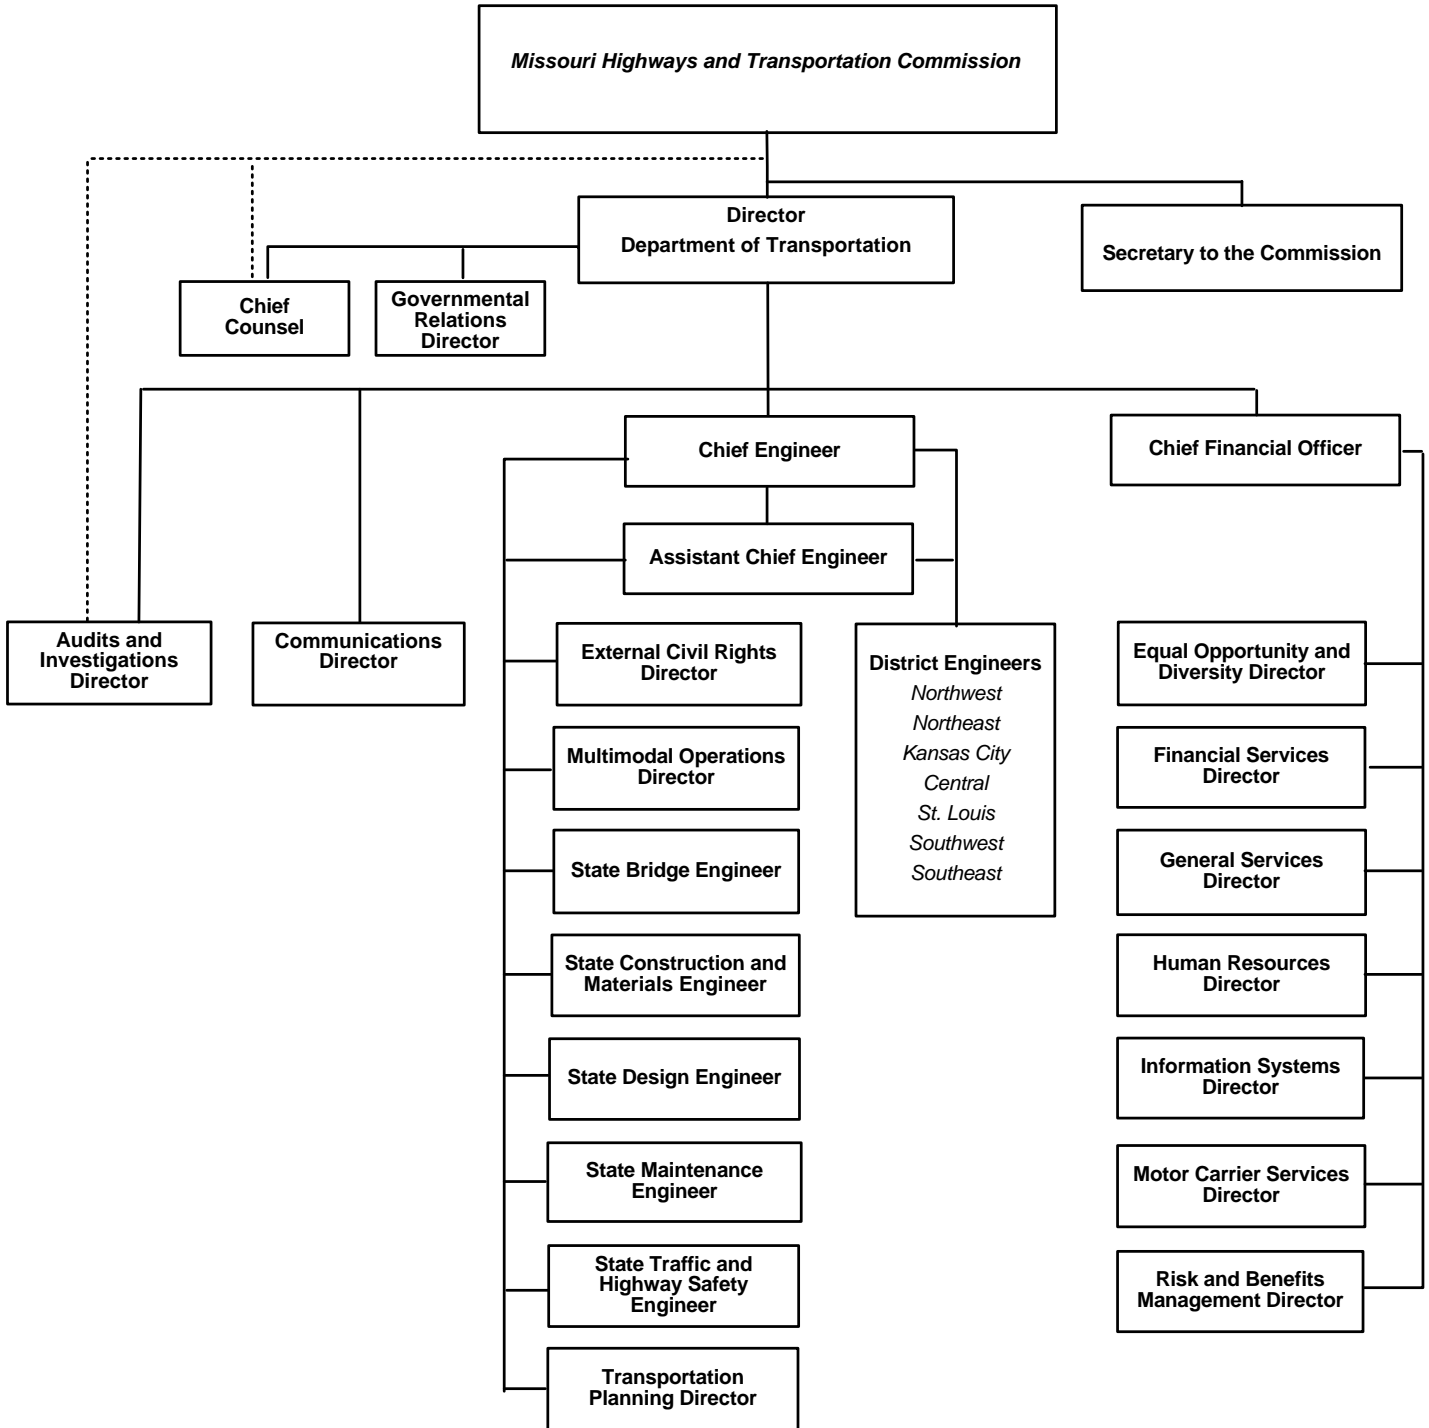 Missouri Highways and Transportation Commission
Director
Department of Transportation
Secretary to the Commission
Chief
Counsel
Governmental
Relations
Director
Chief Engineer
Chief Financial Officer
Assistant Chief Engineer
Audits and
Investigations
Director
Communications
Director
External Civil Rights
Director
Multimodal Operations
Director
State Bridge Engineer
State Construction and
Materials Engineer
State Design Engineer
State Maintenance
Engineer
State Traffic and
Highway Safety
Engineer
Transportation
Planning Director
District Engineers
Northwest
Northeast
Kansas City
Central
St. Louis
Southwest
Southeast
Equal Opportunity and
Diversity Director
Financial Services
Director
General Services
Director
Human Resources
Director
Information Systems
Director
Motor Carrier Services
Director
Risk and Benefits
Management Director